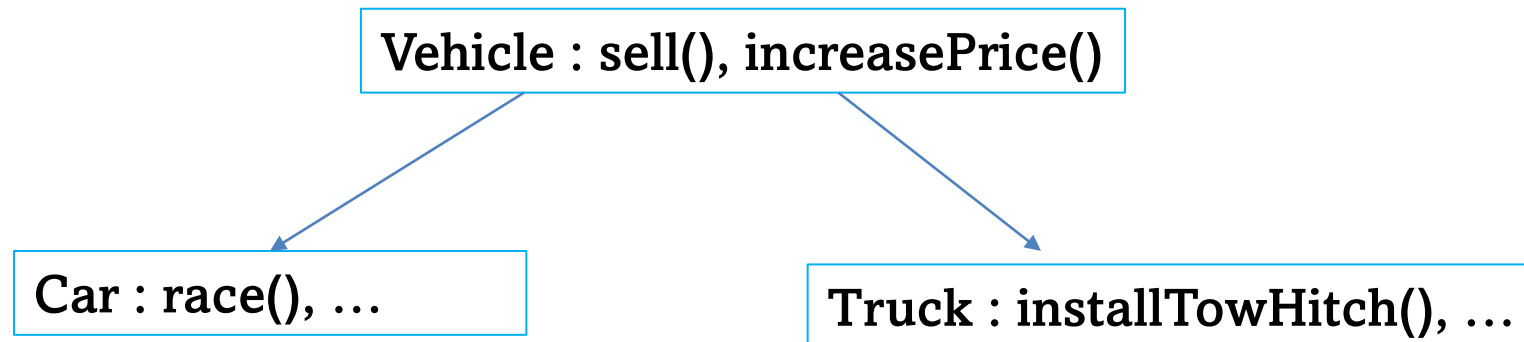 Vehicle : sell(), increasePrice()
Car : race(), …
Truck : installTowHitch(), …